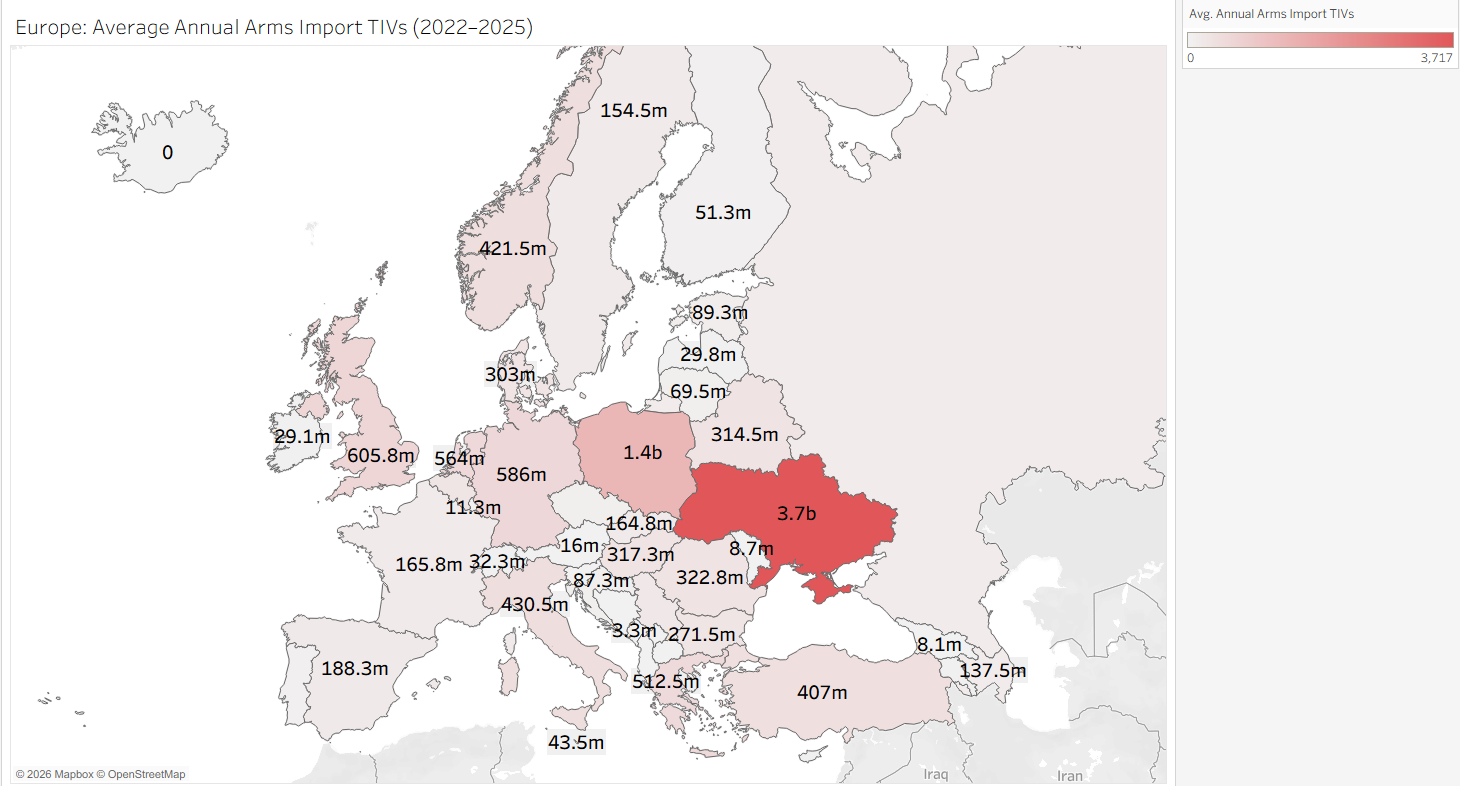 Europe: Average Annual Arms Import TIVs (2022–2025)
Avg. Annual Arms Import TIVs
0
3,717
154.5m
0
51.3m
421.5m
89.3m
29.8m
303m
69.5m
314.5m
29.1m
605.8m
564m
586m
1.4b
11.3m
3.7b
164.8m
16m
317.3m
8.7m
165.8m
32.3m
87.3m
322.8m
430.5m
3.3m
271.5m
8.1m
188.3m
137.5m
512.5m
407m
43.5m
Iraq
Iran
© 2026 Mapbox © OpenStreetMap